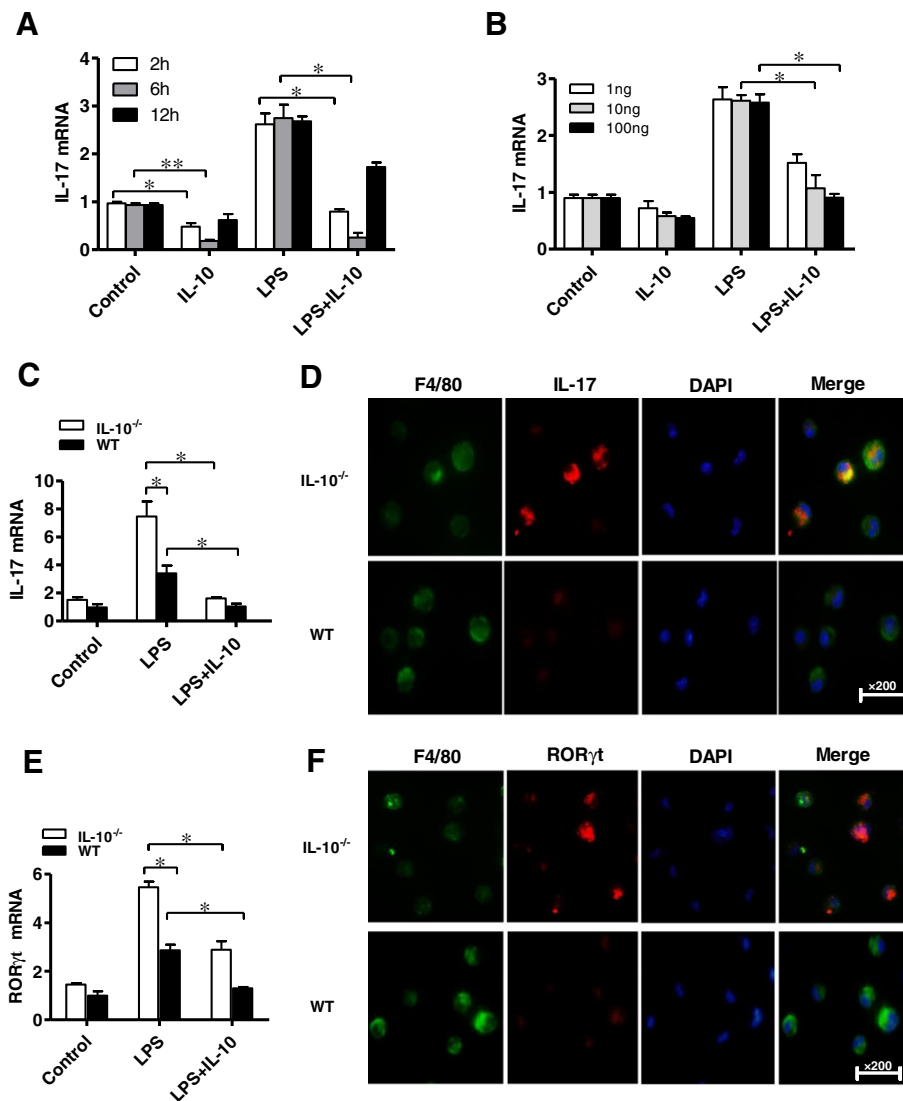 A
IL-17 mRNA
4
3
2
1
0
2h
6h
12h
*
**
*
*
Control
IL-10
LPS
LPS+IL-10
B
IL-17 mRNA
3
2
1
0
1ng
10ng
100ng
*
*
Control
IL-10
LPS
LPS+IL-10
C
IL-10-/-
WT
IL-17 mRNA
10
8
6
4
2
0
*
*
*
Control
LPS
LPS+IL-10
D
F4/80 IL-17 DAPI Merge
IL-10-/-
WT
×200
E
IL-10-/-
WT
RORγt mRNA
6
4
2
0
*
*
*
Control
LPS
LPS+IL-10
F
F4/80 RORγt DAPI Merge
IL-10-/-
WT
×200